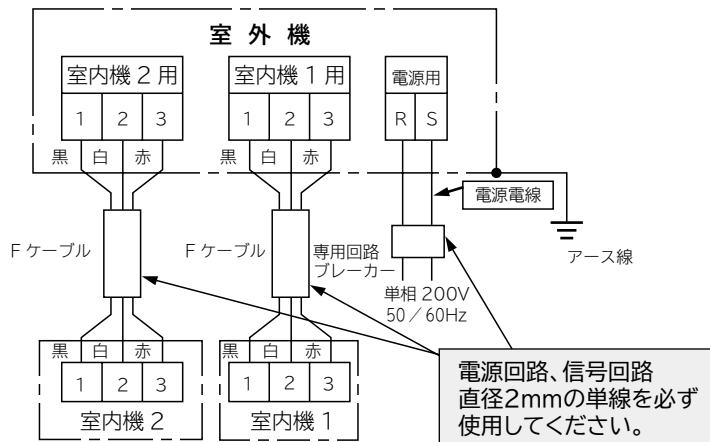 室 外 機
室内機 2 用
室内機 1 用
電源用
1 2 3
1 2 3
R S
黒 白 赤
黒 白 赤
電源電線
F ケーブル
F ケーブル
専用回路
ブレーカー
アース線
単相 200V
50／60Hz
黒 白 赤
黒 白 赤
1 2 3
1 2 3
室内機 2
室内機 1
電源回路、信号回路
直径2mmの単線を必ず
使用してください。